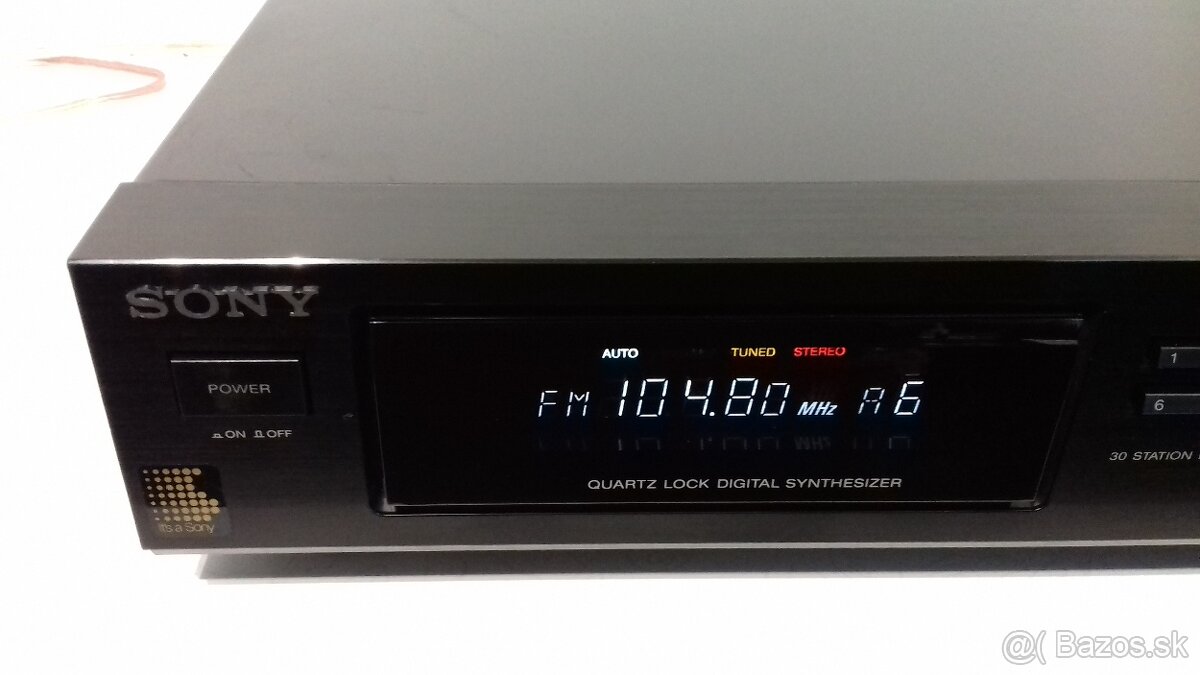 SONY
POWER
ON OFF
It's a Sony
AUTO TUNED STEREO
FM 104.80 MHz A6
QUARTZ LOCK DIGITAL SYNTHESIZER
1
6
30 STATION
@( Bazos.sk